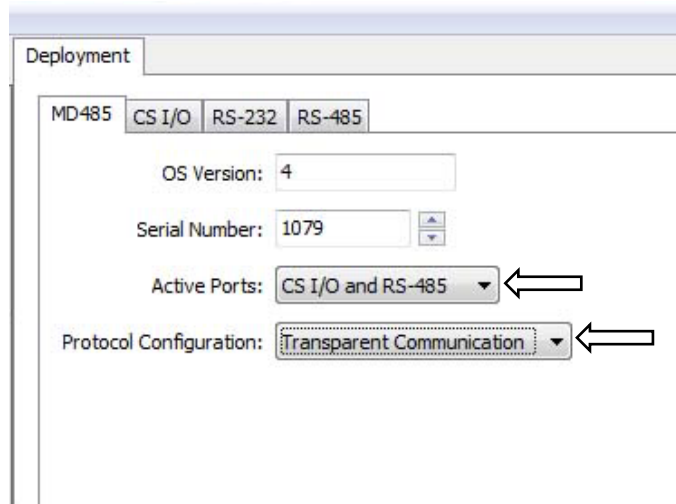 Deployment
MD485 CS I/O RS-232 RS-485
OS Version: 4
Serial Number: 1079
Active Ports: CS I/O and RS-485
Protocol Configuration: Transparent Communication